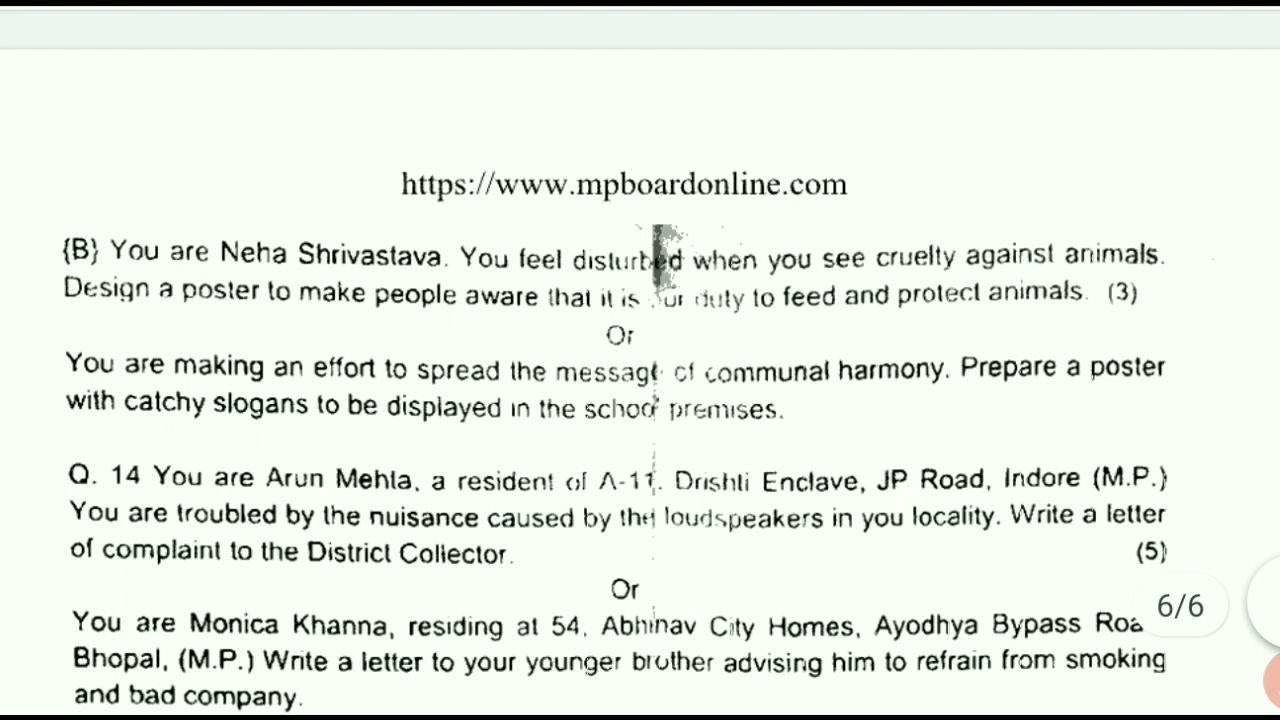 https://www.mpboardonline.com
{B} You are Neha Shrivastava. You feel disturbed when you see cruelty against animals.
Design a poster to make people aware that it is our duty to feed and protect animals. (3)
Or
You are making an effort to spread the message of communal harmony. Prepare a poster
with catchy slogans to be displayed in the school premises.
Q. 14 You are Arun Mehta, a resident of A-11, Drishti Enclave, JP Road, Indore (M.P.)
You are troubled by the nuisance caused by the loudspeakers in you locality. Write a letter
of complaint to the District Collector. (5)
Or
You are Monica Khanna, residing at 54, Abhinav City Homes, Ayodhya Bypass Roa
Bhopal, (M.P.) Write a letter to your younger brother advising him to refrain from smoking
and bad company.
6/6